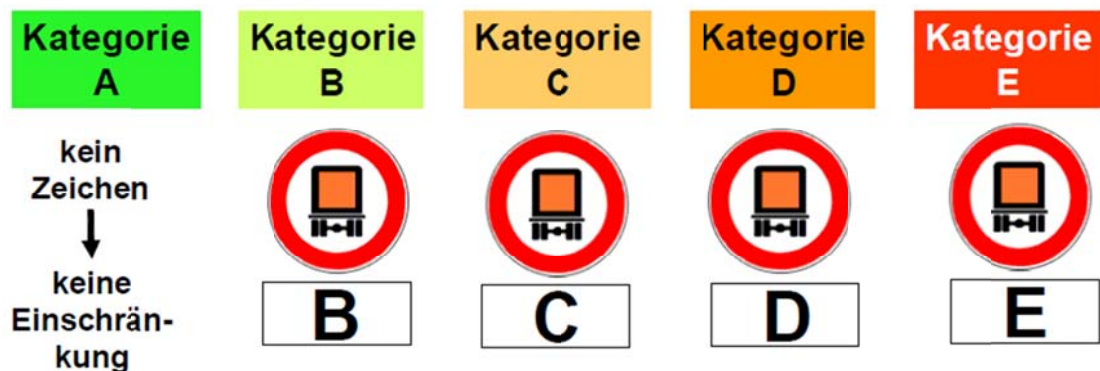 Kategorie
A
Kategorie
B
Kategorie
C
Kategorie
D
Kategorie
E
kein
Zeichen
keine
Einschrän-
kung
B
C
D
E